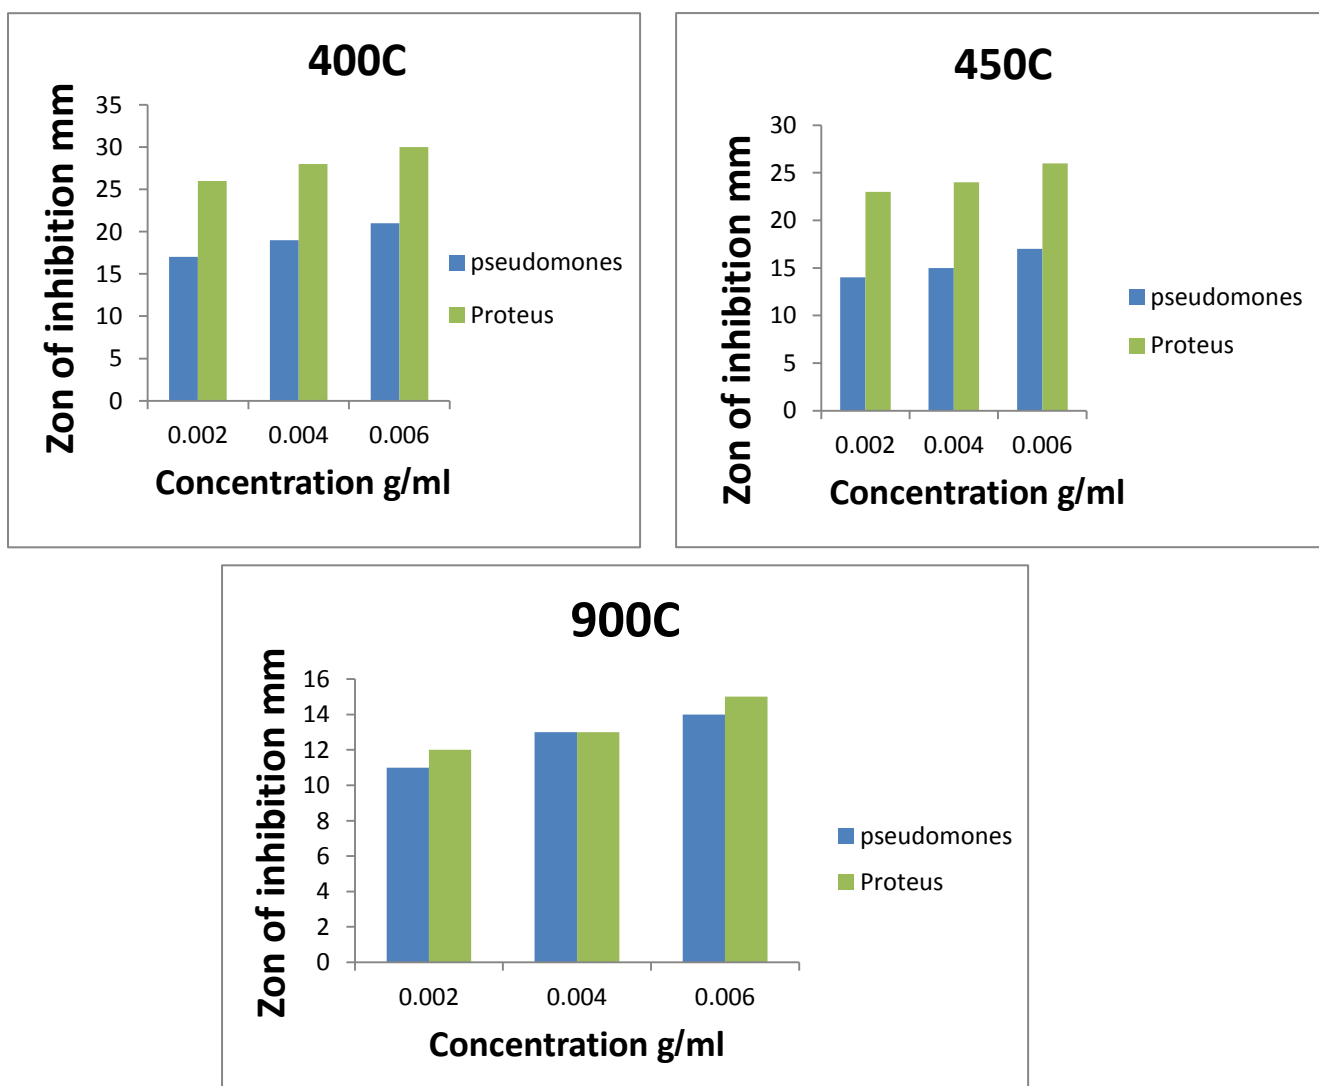 400C
Zon of inhibition mm
35
30
25
20
15
10
5
0
0.002 0.004 0.006
Concentration g/ml
pseudomones
Proteus
450C
Zon of inhibition mm
30
25
20
15
10
5
0
0.002 0.004 0.006
Concentration g/ml
pseudomones
Proteus
900C
Zon of inhibition mm
16
14
12
10
8
6
4
2
0
0.002 0.004 0.006
Concentration g/ml
pseudomones
Proteus